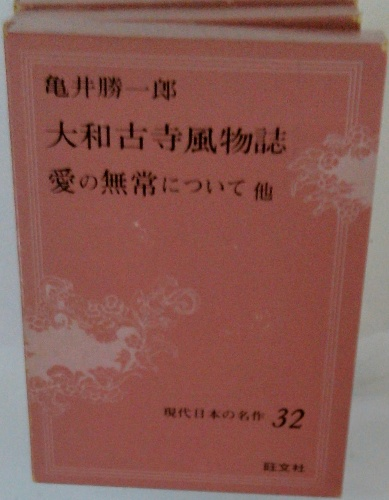 亀井勝一郎
大和古寺風物誌
愛の無常について 他
現代日本の名作 32
旺文社